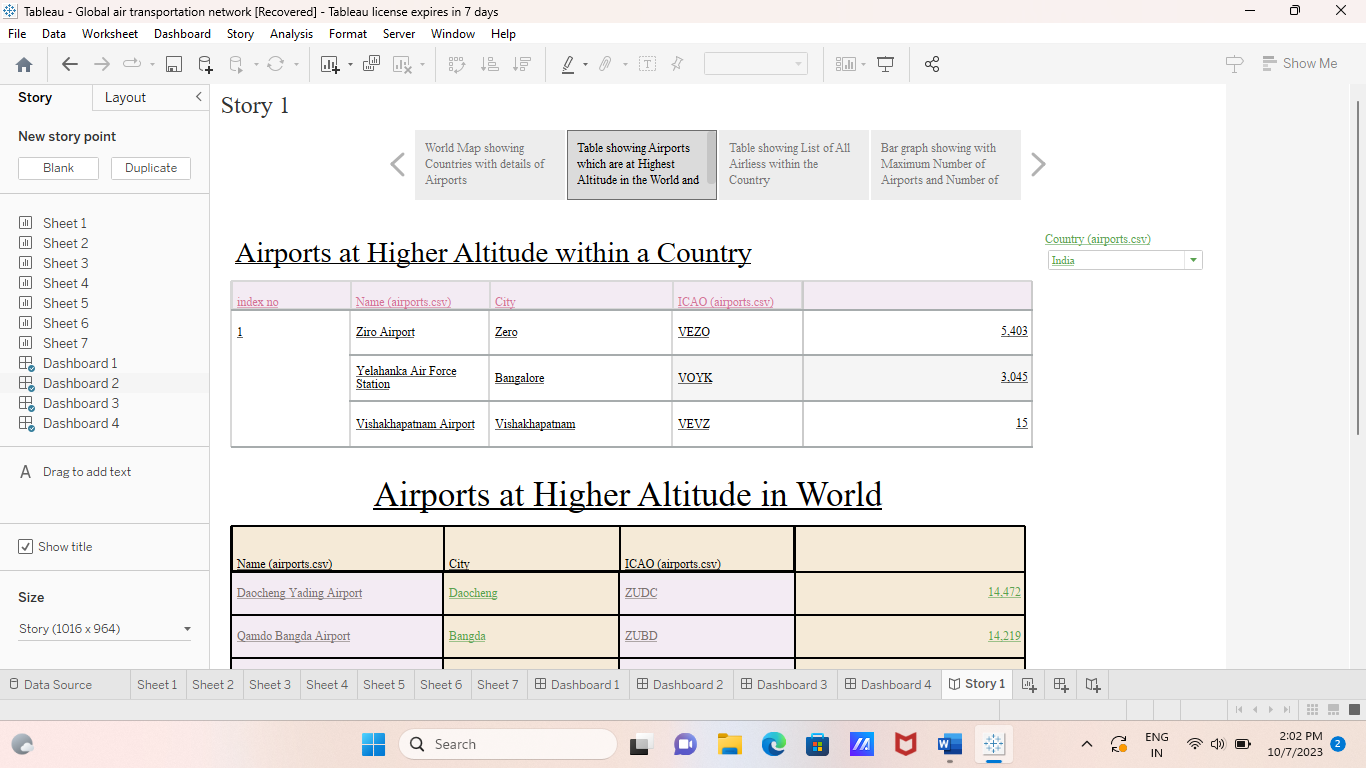 Tableau - Global air transportation network [Recovered] - Tableau license expires in 7 days
File Data Worksheet Dashboard Story Analysis Format Server Window Help
Show Me
Story Layout
New story point
Blank Duplicate
Sheet 1
Sheet 2
Sheet 3
Sheet 4
Sheet 5
Sheet 6
Sheet 7
Dashboard 1
Dashboard 2
Dashboard 3
Dashboard 4
A Drag to add text
Show title
Size
Story (1016 x 964)
Story 1
World Map showing
Countries with details of
Airports
Table showing Airports
which are at Highest
Altitude in the World and
Table showing List of All
Airliess within the
Country
Bar graph showing with
Maximum Number of
Airports and Number of
Airports at Higher Altitude within a Country
Country (airports.csv)
India
index no Name (airports.csv) City ICAO (airports.csv)
1 Ziro Airport Zero VEZO 5,403
Yelahanka Air Force
Station Bangalore VOYK 3,045
Vishakhapatnam Airport Vishakhapatnam VEVZ 15
Airports at Higher Altitude in World
Name (airports.csv) City ICAO (airports.csv)
Daocheng Yading Airport Daocheng ZUDC 14,472
Qamdo Bangda Airport Bangda ZUBD 14,219
Data Source Sheet 1 Sheet 2 Sheet 3 Sheet 4 Sheet 5 Sheet 6 Sheet 7 Dashboard 1 Dashboard 2 Dashboard 3 Dashboard 4 Story 1
Search
ENG
IN
2:02 PM
10/7/2023
2